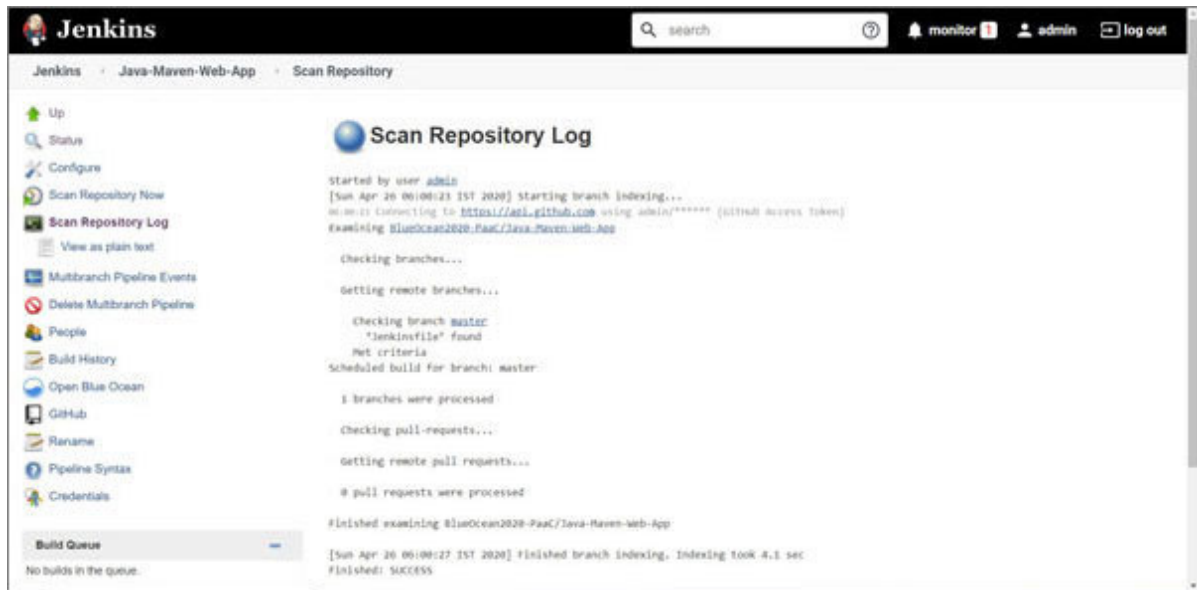 Jenkins
search
monitor 1
admin
log out
Jenkins
Java-Maven-Web-App
Scan Repository
Up
Status
Configure
Scan Repository Now
Scan Repository Log
View as plain text
Multibranch Pipeline Events
Delete Multibranch Pipeline
People
Build History
Open Blue Ocean
GitHub
Rename
Pipeline Syntax
Credentials
Build Queue
No builds in the queue.
Scan Repository Log
Started by user admin
[Sun Apr 26 06:00:23 IST 2020] Starting branch indexing...
06:00:23 Connecting to https://api.github.com using admin/****** (GitHub Access Token)
Examining BlueOcean2020-PaaC/Java-Maven-Web-App
Checking branches...
Getting remote branches...
Checking branch master
"Jenkinsfile" found
Met criteria
Scheduled build for branch: master
1 branches were processed
Checking pull-requests...
Getting remote pull requests...
0 pull requests were processed
Finished examining BlueOcean2020-PaaC/Java-Maven-Web-App
[Sun Apr 26 06:00:27 IST 2020] Finished branch indexing. Indexing took 4.1 sec
Finished: SUCCESS